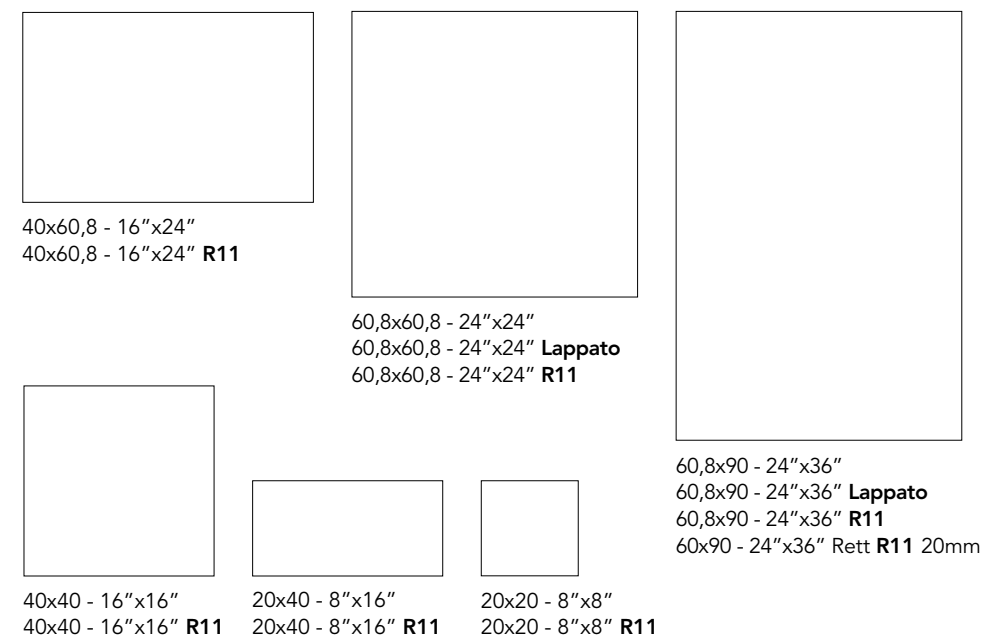 40x60,8 - 16”x24”
40x60,8 - 16”x24” R11
60,8x60,8 - 24”x24”
60,8x60,8 - 24”x24” Lappato
60,8x60,8 - 24”x24” R11
60,8x90 - 24”x36”
60,8x90 - 24”x36” Lappato
60,8x90 - 24”x36” R11
60x90 - 24”x36” Rett R11 20mm
40x40 - 16”x16”
40x40 - 16”x16” R11
20x40 - 8”x16”
20x40 - 8”x16” R11
20x20 - 8”x8”
20x20 - 8”x8” R11